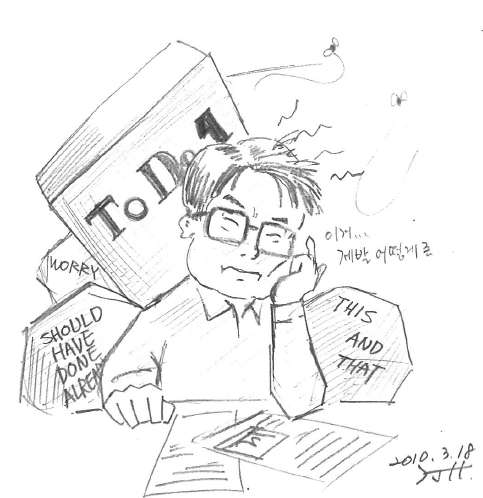 To Do 1
WORRY
SHOULD
HAVE
DONE
ALREADY
이거...
제발 어떻게 좀
THIS
AND
THAT
2010.3.18